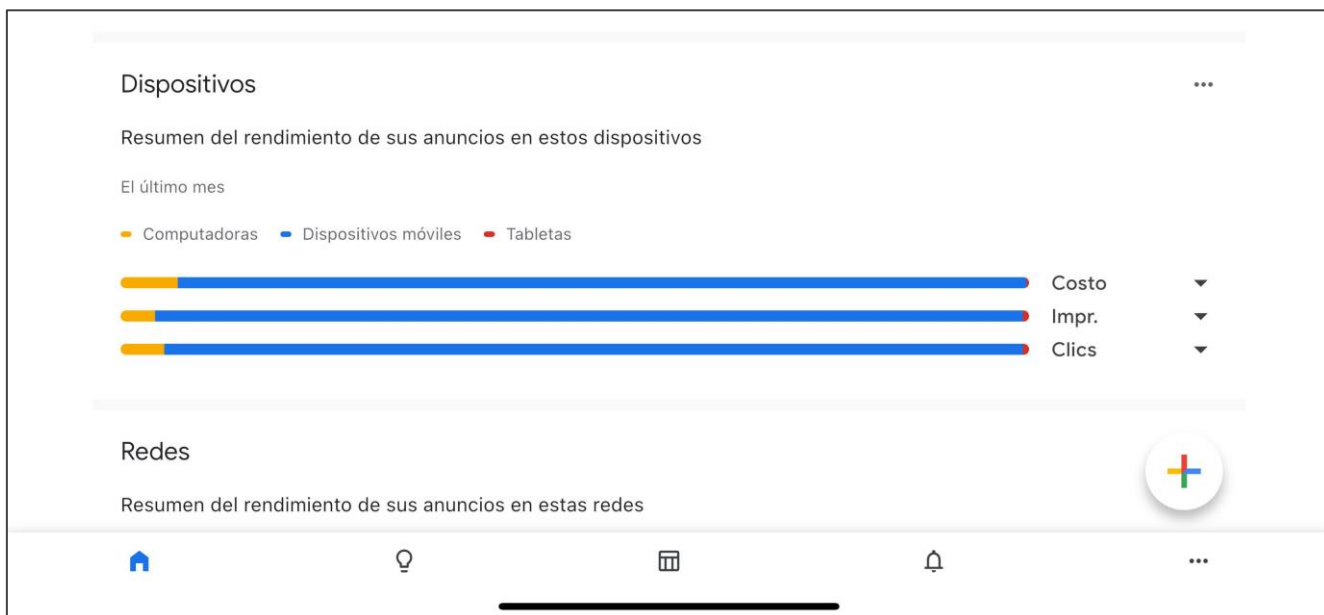 Dispositivos
Resumen del rendimiento de sus anuncios en estos dispositivos
El último mes
Computadoras Dispositivos móviles Tabletas
Costo
Impr.
Clics
Redes
Resumen del rendimiento de sus anuncios en estas redes